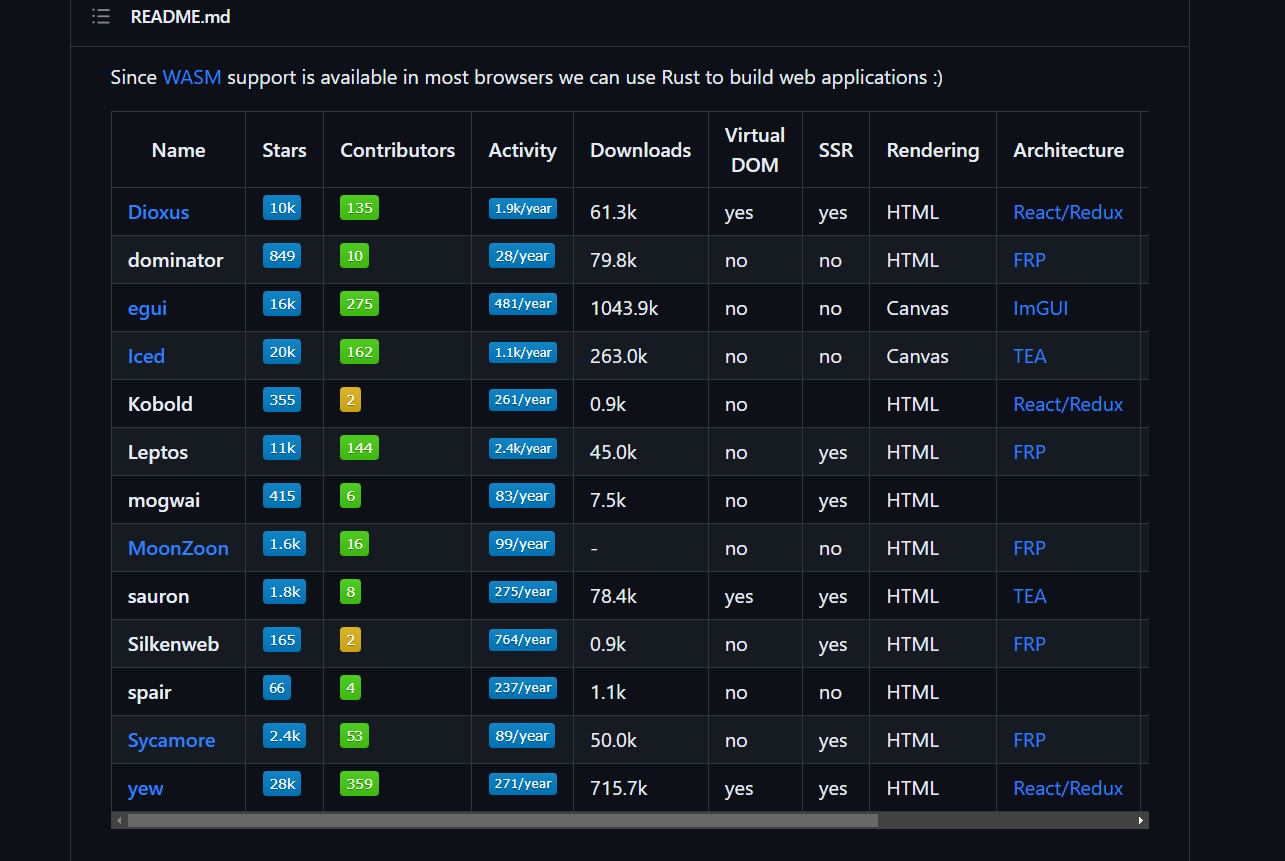 README.md
Since WASM support is available in most browsers we can use Rust to build web applications :)
Name Stars Contributors Activity Downloads Virtual DOM SSR Rendering Architecture
Dioxus 10k 135 1.9k/year 61.3k yes yes HTML React/Redux
dominator 849 10 28/year 79.8k no no HTML FRP
egui 16k 275 481/year 1043.9k no no Canvas ImGUI
Iced 20k 162 1.1k/year 263.0k no no Canvas TEA
Kobold 355 2 261/year 0.9k no HTML React/Redux
Leptos 11k 144 2.4k/year 45.0k no yes HTML FRP
mogwai 415 6 83/year 7.5k no yes HTML
MoonZoon 1.6k 16 99/year - no no HTML FRP
sauron 1.8k 8 275/year 78.4k yes yes HTML TEA
Silkenweb 165 2 764/year 0.9k no yes HTML FRP
spair 66 4 237/year 1.1k no no HTML
Sycamore 2.4k 53 89/year 50.0k no yes HTML FRP
yew 28k 359 271/year 715.7k yes yes HTML React/Redux